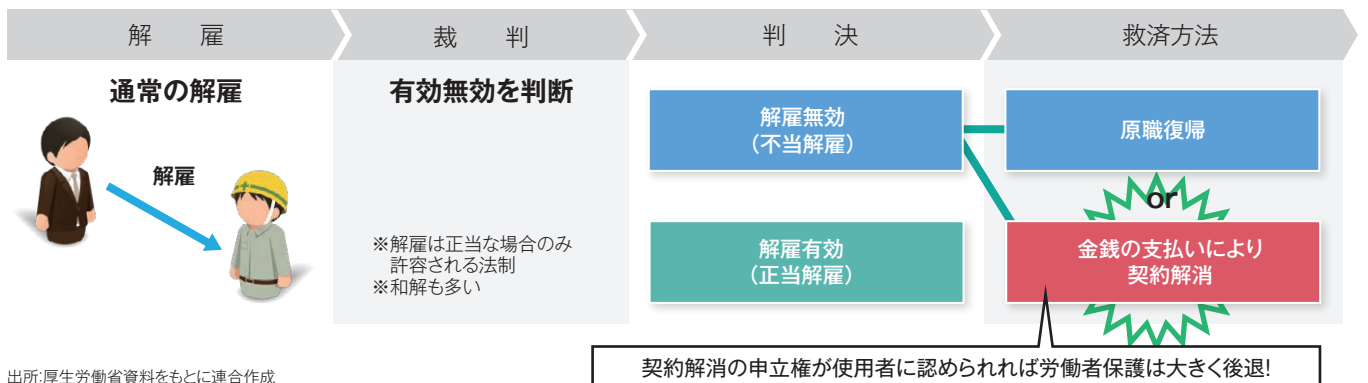 解 雇
裁 判
判 決
救済方法
通常の解雇
解雇
有効無効を判断
※解雇は正当な場合のみ
許容される法制
※和解も多い
解雇無効
（不当解雇）
解雇有効
（正当解雇）
原職復帰
or
金銭の支払いにより
契約解消
契約解消の申立権が使用者に認められれば労働者保護は大きく後退!
出所:厚生労働省資料をもとに連合作成